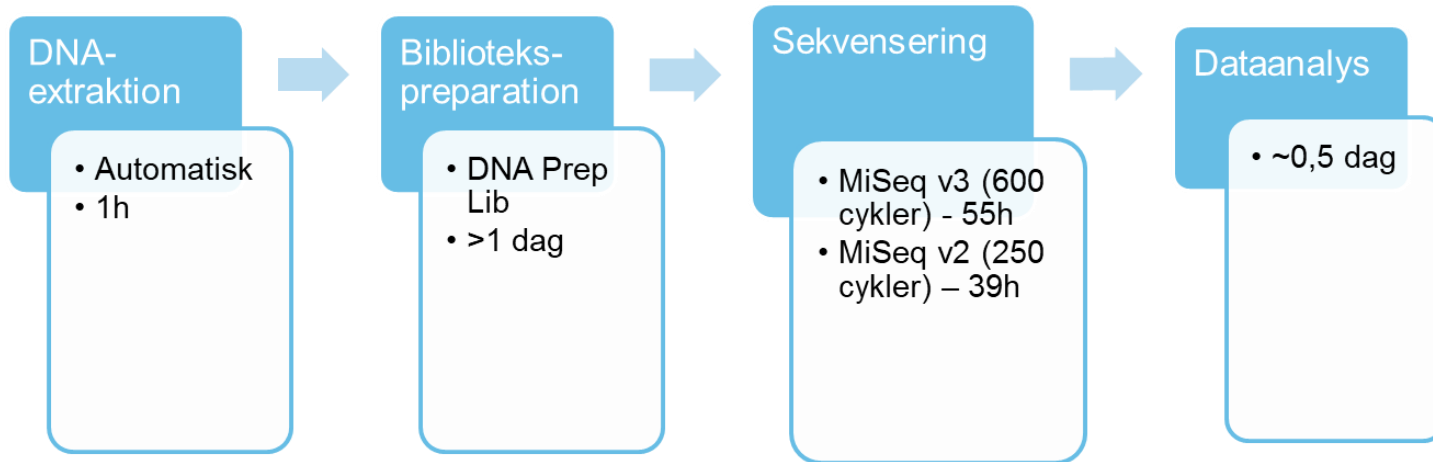 DNA-
extraktion
• Automatisk
• 1h
Biblioteks-
preparation
• DNA Prep
Lib
• >1 dag
Sekvensering
• MiSeq v3 (600
cykler) - 55h
• MiSeq v2 (250
cykler) – 39h
Dataanalys
• ~0,5 dag